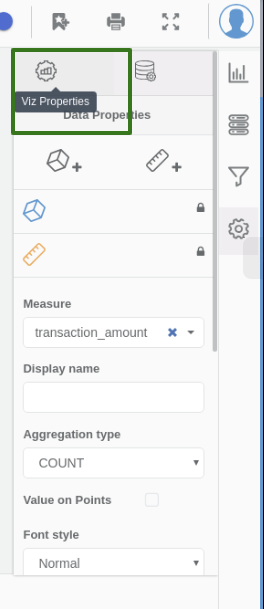 Viz Properties
Data Properties
Measure
transaction_amount
Display name
Aggregation type
COUNT
Value on Points
Font style
Normal